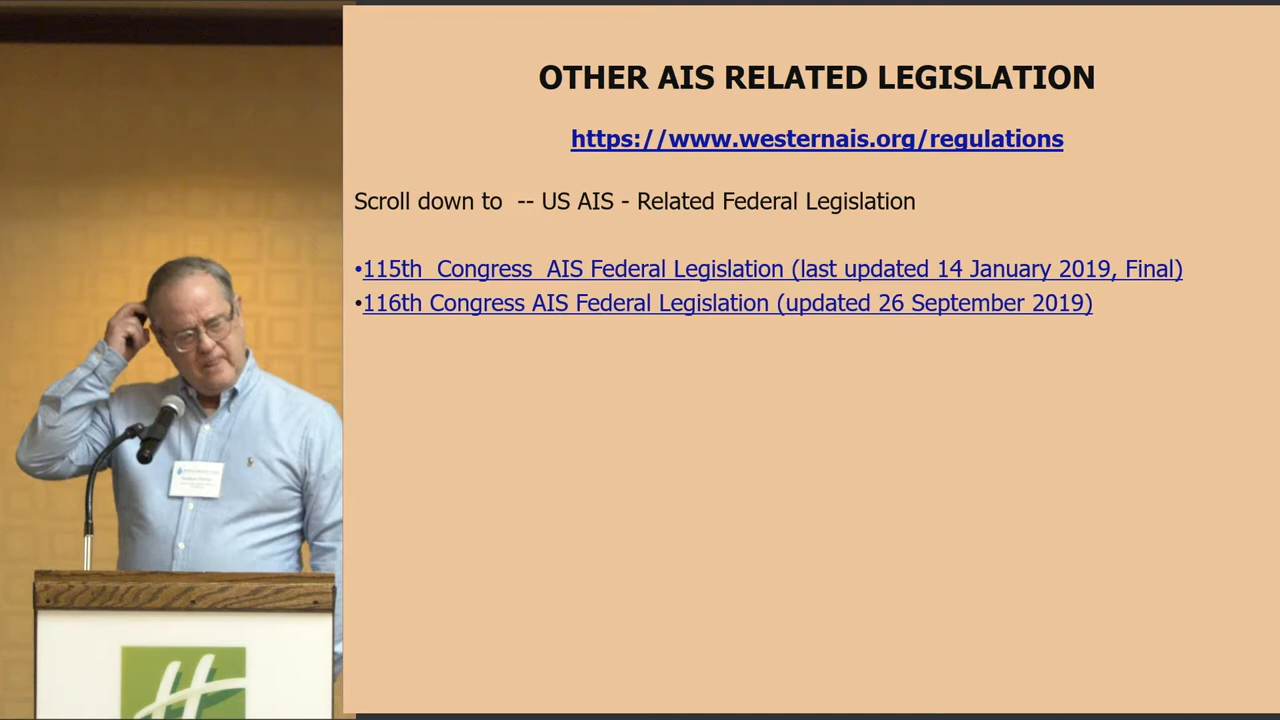 OTHER AIS RELATED LEGISLATION
https://www.westernais.org/regulations
Scroll down to  -- US AIS - Related Federal Legislation
•115th  Congress  AIS Federal Legislation (last updated 14 January 2019, Final)
•116th Congress AIS Federal Legislation (updated 26 September 2019)
H